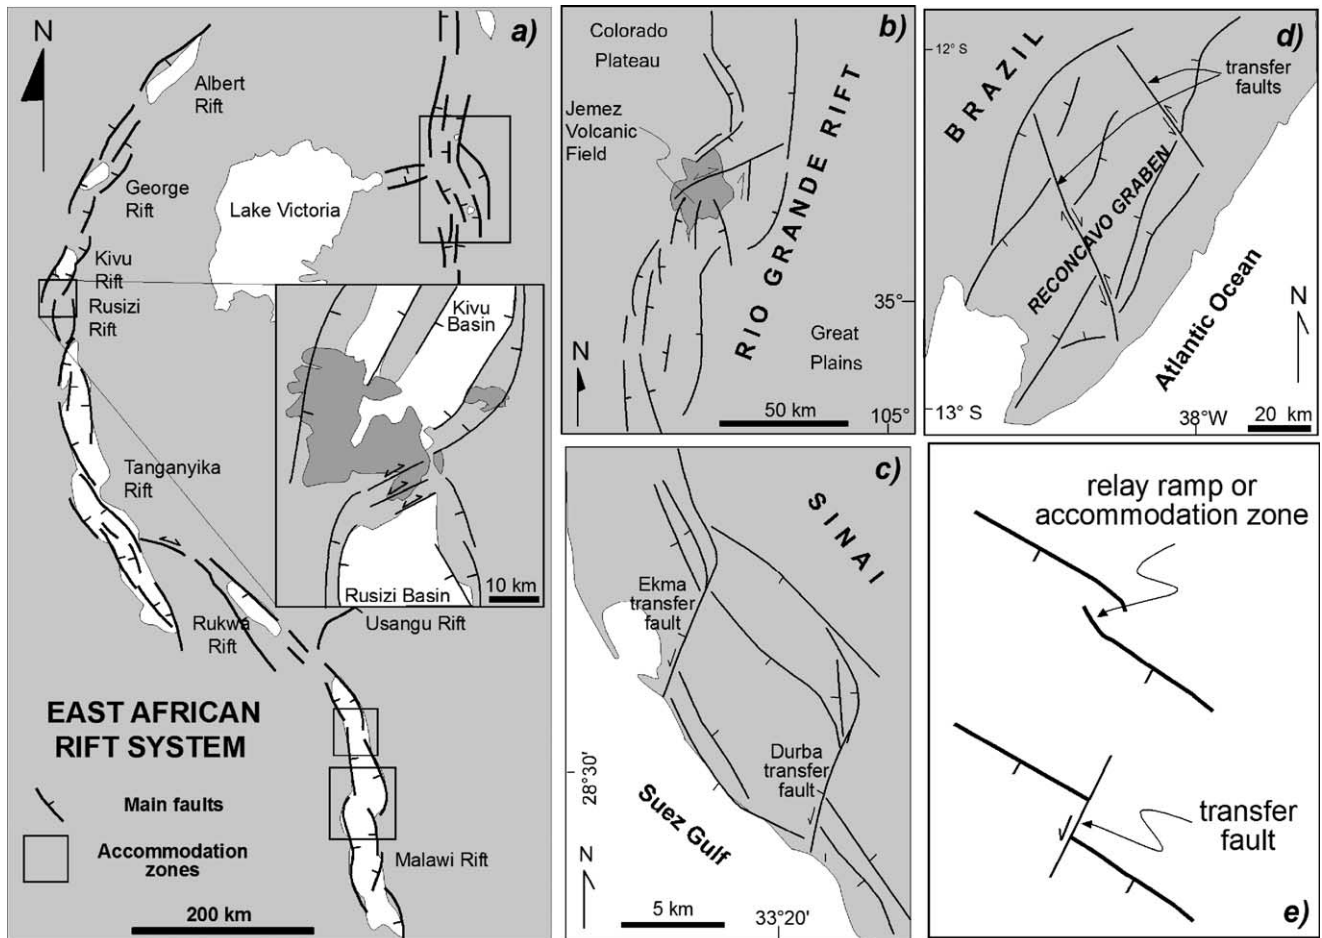 a)
N
Albert
Rift
George
Rift
Lake Victoria
Kivu
Rift
Rusizi
Rift
Kivu
Basin
Rusizi Basin
10 km
Tanganyika
Rift
Rukwa
Rift
Usangu Rift
EAST AFRICAN
RIFT SYSTEM
Main faults
Accommodation
zones
Malawi Rift
200 km
b)
Colorado
Plateau
Jemez
Volcanic
Field
RIO GRANDE RIFT
35°
Great
Plains
N
50 km
105°
c)
SINAI
Ekma
transfer
fault
Durba
transfer
fault
28°30'
Suez Gulf
N
5 km
33°20'
d)
12° S
BRAZIL
transfer
faults
RECONCAVO GRABEN
Atlantic Ocean
N
13° S
38°W
20 km
relay ramp or
accommodation zone
transfer
fault
e)